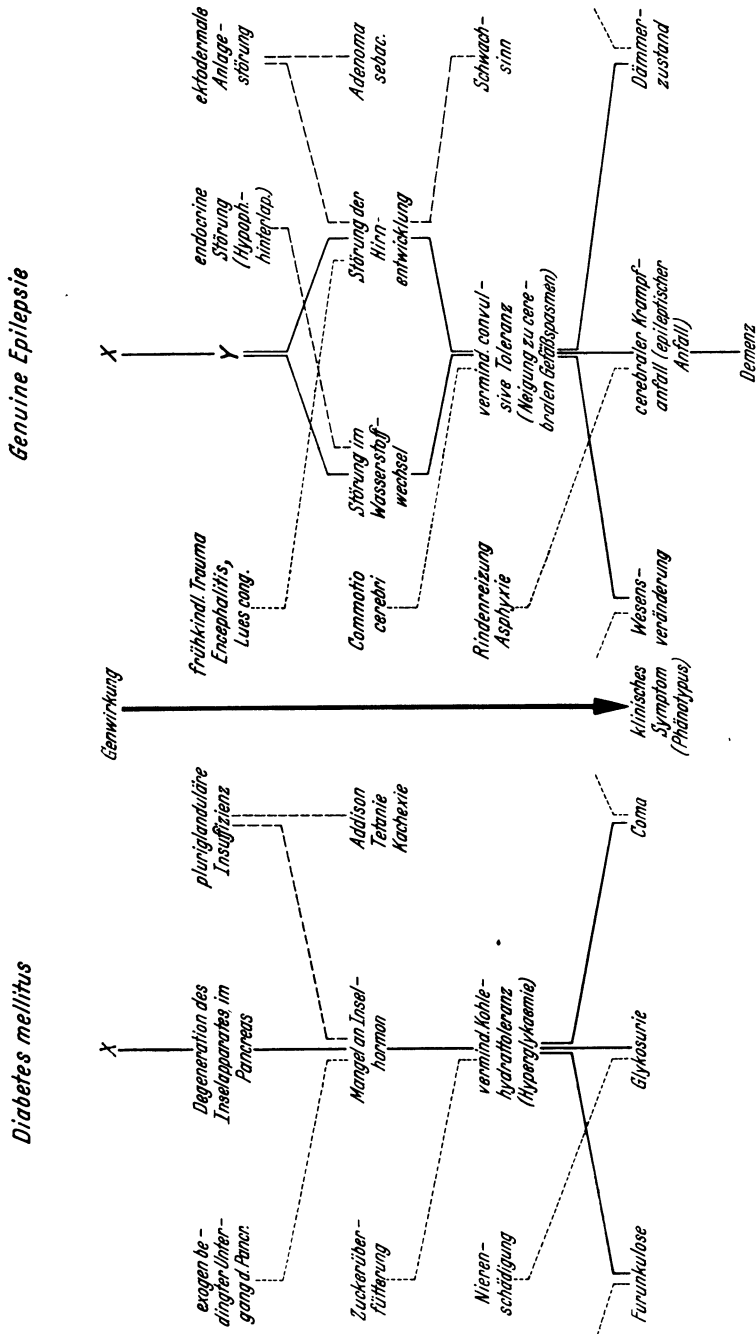 Diabetes mellitus
X
exogen be-
dingter Unter-
gang d. Pancr.
Degeneration des
Inselapparates im
Pancreas
pluriglanduläre
Insuffizienz
Zuckerüber-
fütterung
Mangel an Insel-
hormon
Addison
Tetanie
Kachexie
Nieren-
schädigung
vermind. Kohle-
hydrattoleranz
(Hyperglykaemie)
Furunkulose
Glykosurie
Coma
Genwirkung
klinisches
Symptom
(Phänotypus)
Genuine Epilepsie
X
Y
frühkindl. Trauma
Encephalitis,
Lues cong.
endocrine
Störung
(Hypoph.-
hinterlap.)
ektodermale
Anlage-
störung
Commotio
cerebri
Störung im
Wasserstoff-
wechsel
Störung der
Hirn-
entwicklung
Adenoma
sebac.
Rindenreizung
Asphyxie
vermind. convul-
sive Toleranz
(Neigung zu cere-
bralen Gefäßspasmen)
Schwach-
sinn
Wesens-
veränderung
cerebraler Krampf-
anfall (epileptischer
Anfall)
Dämmer-
zustand
Demenz